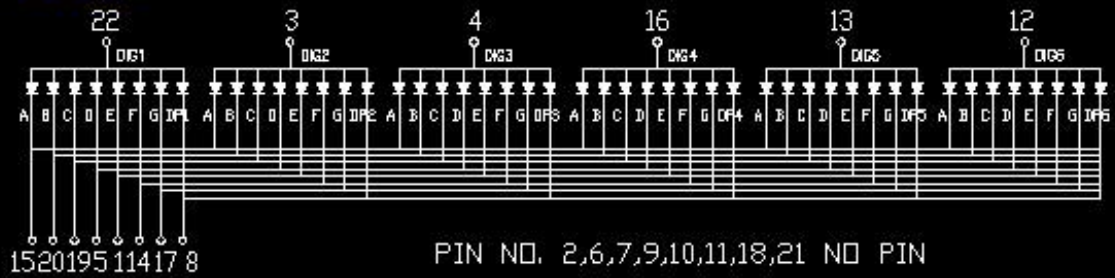 22 3 4 16 13 12
DIG1 DIG2 DIG3 DIG4 DIG5 DIG6
A B C D E F G DP1 A B C D E F G DP2 A B C D E F G DP3 A B C D E F G DP4 A B C D E F G DP5 A B C D E F G DP6
15 20 19 5 1 14 17 8
PIN NO. 2,6,7,9,10,11,18,21 NO PIN